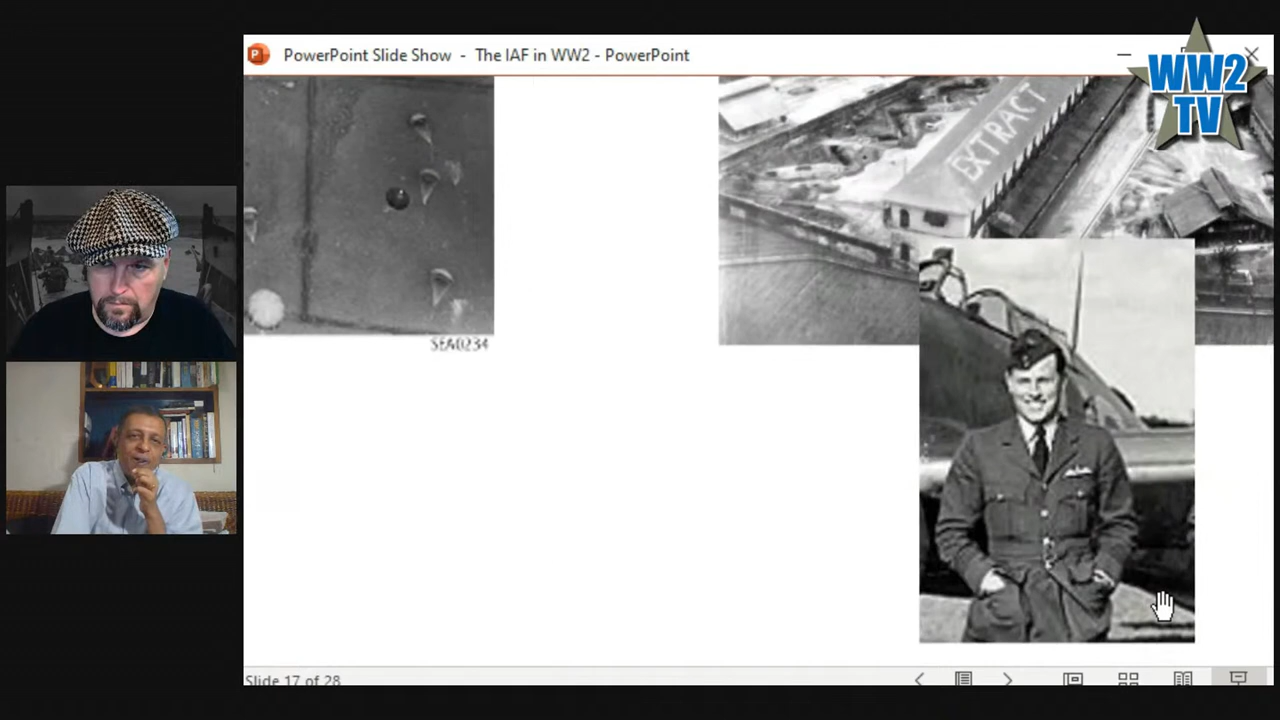 PowerPoint Slide Show - The IAF in WW2 - PowerPoint
WW2
TV
EXTRACT
SEA0234
Slide 17 of 28